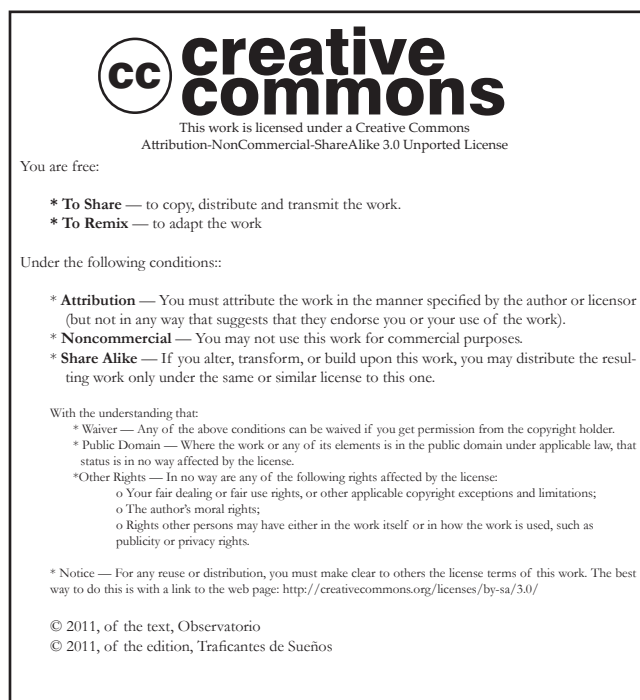 cc creative
commons
This work is licensed under a Creative Commons
Attribution-NonCommercial-ShareAlike 3.0 Unported License
You are free:
* To Share — to copy, distribute and transmit the work.
* To Remix — to adapt the work
Under the following conditions::
* Attribution — You must attribute the work in the manner specified by the author or licensor
(but not in any way that suggests that they endorse you or your use of the work).
* Noncommercial — You may not use this work for commercial purposes.
* Share Alike — If you alter, transform, or build upon this work, you may distribute the resul-
ting work only under the same or similar license to this one.
With the understanding that:
* Waiver — Any of the above conditions can be waived if you get permission from the copyright holder.
* Public Domain — Where the work or any of its elements is in the public domain under applicable law, that
status is in no way affected by the license.
*Other Rights — In no way are any of the following rights affected by the license:
o Your fair dealing or fair use rights, or other applicable copyright exceptions and limitations;
o The author's moral rights;
o Rights other persons may have either in the work itself or in how the work is used, such as
publicity or privacy rights.
* Notice — For any reuse or distribution, you must make clear to others the license terms of this work. The best
way to do this is with a link to the web page: http://creativecommons.org/licenses/by-sa/3.0/
© 2011, of the text, Observatorio
© 2011, of the edition, Traficantes de Sueños